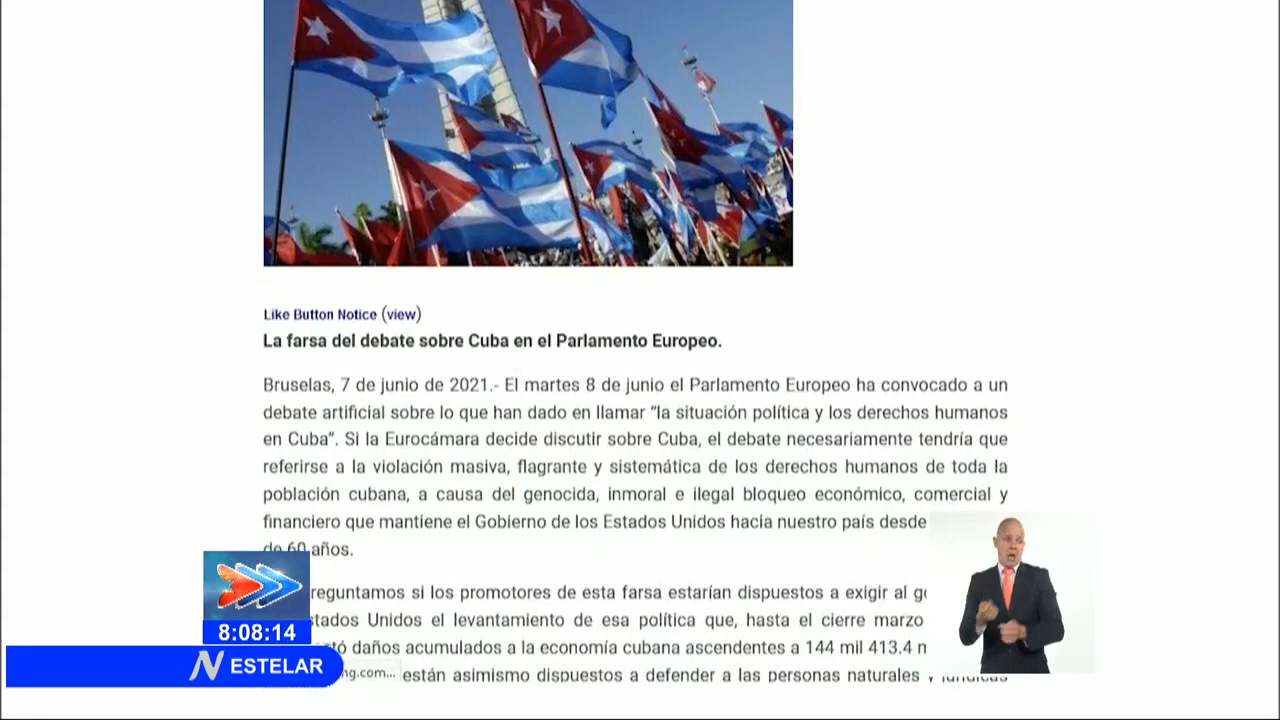 Like Button Notice (view)
La farsa del debate sobre Cuba en el Parlamento Europeo.
Bruselas, 7 de junio de 2021.- El martes 8 de junio el Parlamento Europeo ha convocado a un
debate artificial sobre lo que han dado en llamar “la situación política y los derechos humanos
en Cuba”. Si la Eurocámara decide discutir sobre Cuba, el debate necesariamente tendría que
referirse a la violación masiva, flagrante y sistemática de los derechos humanos de toda la
población cubana, a causa del genocida, inmoral e ilegal bloqueo económico, comercial y
financiero que mantiene el Gobierno de los Estados Unidos hacia nuestro país desde
de 60 años.
reguntamos si los promotores de esta farsa estarían dispuestos a exigir al g
tados Unidos el levantamiento de esa política que, hasta el cierre marzo
daños acumulados a la economía cubana ascendentes a 144 mil 413.4
ng.com... están asimismo dispuestos a defender a las personas naturales y jurídicas
8:08:14
N ESTELAR